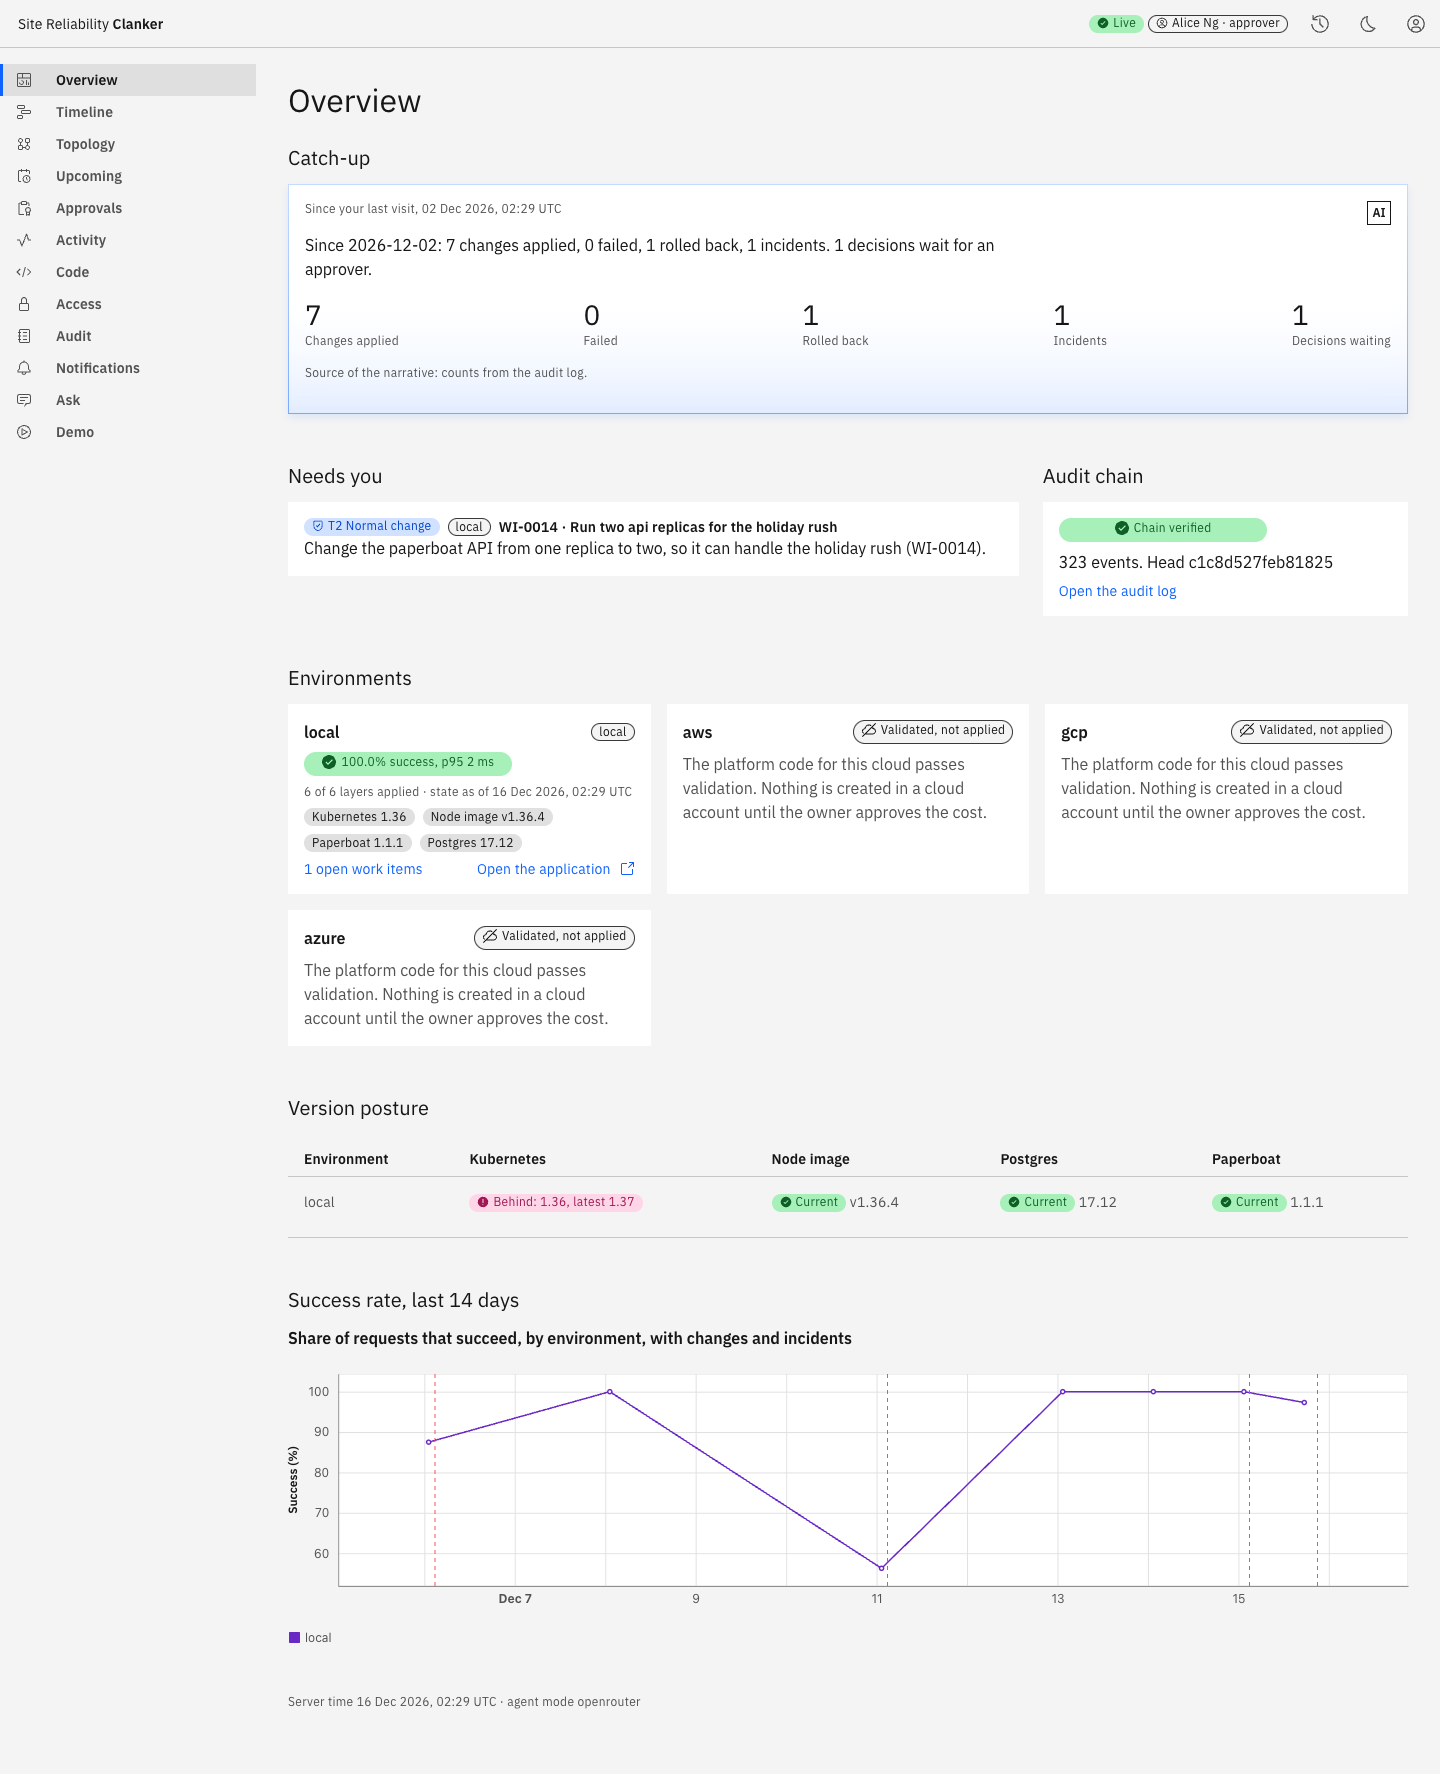 Site Reliability Clanker
Live
Alice Ng · approver
Overview
Timeline
Topology
Upcoming
Approvals
Activity
Code
Access
Audit
Notifications
Ask
Demo
Overview
Catch-up
Since your last visit, 02 Dec 2026, 02:29 UTC
AI
Since 2026-12-02: 7 changes applied, 0 failed, 1 rolled back, 1 incidents. 1 decisions wait for an
approver.
7
Changes applied
0
Failed
1
Rolled back
1
Incidents
1
Decisions waiting
Source of the narrative: counts from the audit log.
Needs you
T2 Normal change local WI-0014 · Run two api replicas for the holiday rush
Change the paperboat API from one replica to two, so it can handle the holiday rush (WI-0014).
Audit chain
Chain verified
323 events. Head c1c8d527feb81825
Open the audit log
Environments
local
local
100.0% success, p95 2 ms
6 of 6 layers applied · state as of 16 Dec 2026, 02:29 UTC
Kubernetes 1.36 Node image v1.36.4
Paperboat 1.1.1 Postgres 17.12
1 open work items
Open the application
aws
Validated, not applied
The platform code for this cloud passes
validation. Nothing is created in a cloud
account until the owner approves the cost.
gcp
Validated, not applied
The platform code for this cloud passes
validation. Nothing is created in a cloud
account until the owner approves the cost.
azure
Validated, not applied
The platform code for this cloud passes
validation. Nothing is created in a cloud
account until the owner approves the cost.
Version posture
Environment Kubernetes Node image Postgres Paperboat
local Behind: 1.36, latest 1.37 Current v1.36.4 Current 17.12 Current 1.1.1
Success rate, last 14 days
Share of requests that succeed, by environment, with changes and incidents
Success (%)
100
90
80
70
60
Dec 7 9 11 13 15
local
Server time 16 Dec 2026, 02:29 UTC · agent mode openrouter